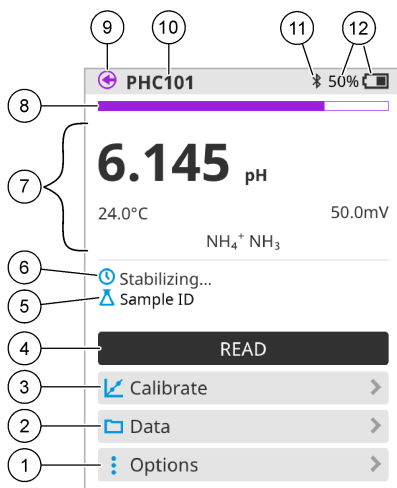 9 10 11 12
PHC101 50%
8
7
6.145 pH
24.0°C 50.0mV
NH₄⁺ NH₃
6 Stabilizing...
5 Sample ID
4 READ
3 Calibrate
2 Data
1 Options